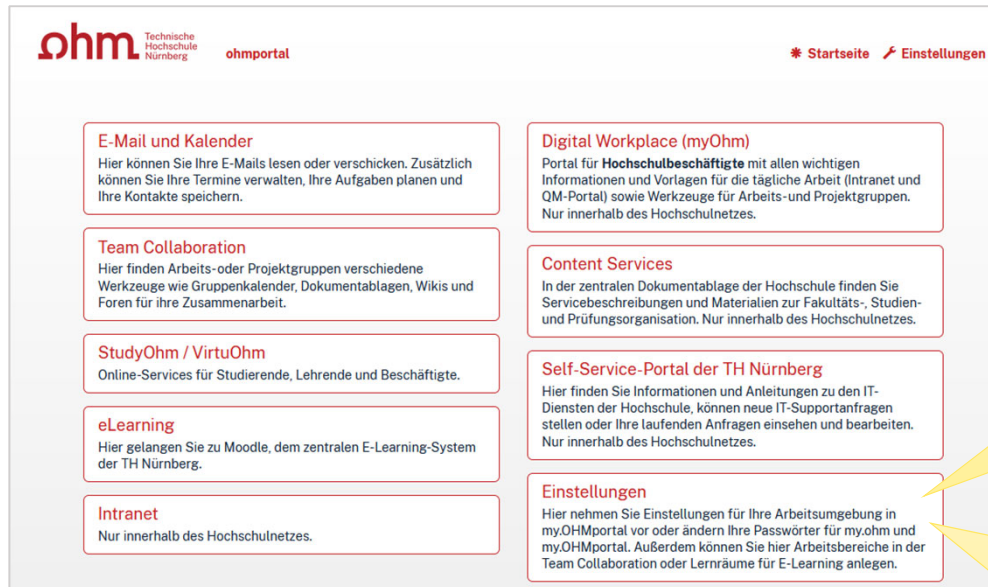 ohm Technische
Hochschule
Nürnberg
ohmportal
Startseite Einstellungen
E-Mail und Kalender
Hier können Sie Ihre E-Mails lesen oder verschicken. Zusätzlich
können Sie Ihre Termine verwalten, Ihre Aufgaben planen und
Ihre Kontakte speichern.
Team Collaboration
Hier finden Arbeits- oder Projektgruppen verschiedene
Werkzeuge wie Gruppenkalender, Dokumentablagen, Wikis und
Foren für ihre Zusammenarbeit.
StudyOhm / VirtuOhm
Online-Services für Studierende, Lehrende und Beschäftigte.
eLearning
Hier gelangen Sie zu Moodle, dem zentralen E-Learning-System
der TH Nürnberg.
Intranet
Nur innerhalb des Hochschulnetzes.
Digital Workplace (myOhm)
Portal für Hochschulbeschäftigte mit allen wichtigen
Informationen und Vorlagen für die tägliche Arbeit (Intranet und
QM-Portal) sowie Werkzeuge für Arbeits- und Projektgruppen.
Nur innerhalb des Hochschulnetzes.
Content Services
In der zentralen Dokumentablage der Hochschule finden Sie
Servicebeschreibungen und Materialien zur Fakultäts-, Studien-
und Prüfungsorganisation. Nur innerhalb des Hochschulnetzes.
Self-Service-Portal der TH Nürnberg
Hier finden Sie Informationen und Anleitungen zu den IT-
Diensten der Hochschule, können neue IT-Supportanfragen
stellen oder Ihre laufenden Anfragen einsehen und bearbeiten.
Nur innerhalb des Hochschulnetzes.
Einstellungen
Hier nehmen Sie Einstellungen für Ihre Arbeitsumgebung in
my.OHMportal vor oder ändern Ihre Passwörter für my.ohm und
my.OHMportal. Außerdem können Sie hier Arbeitsbereiche in der
Team Collaboration oder Lernräume für E-Learning anlegen.